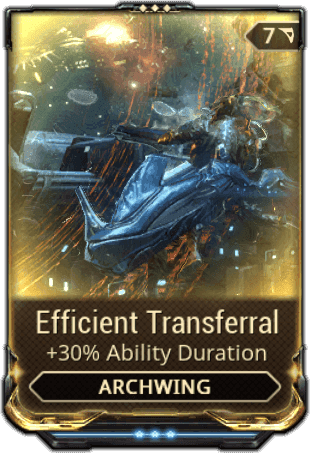 7
Efficient Transferral
+30% Ability Duration
ARCHWING